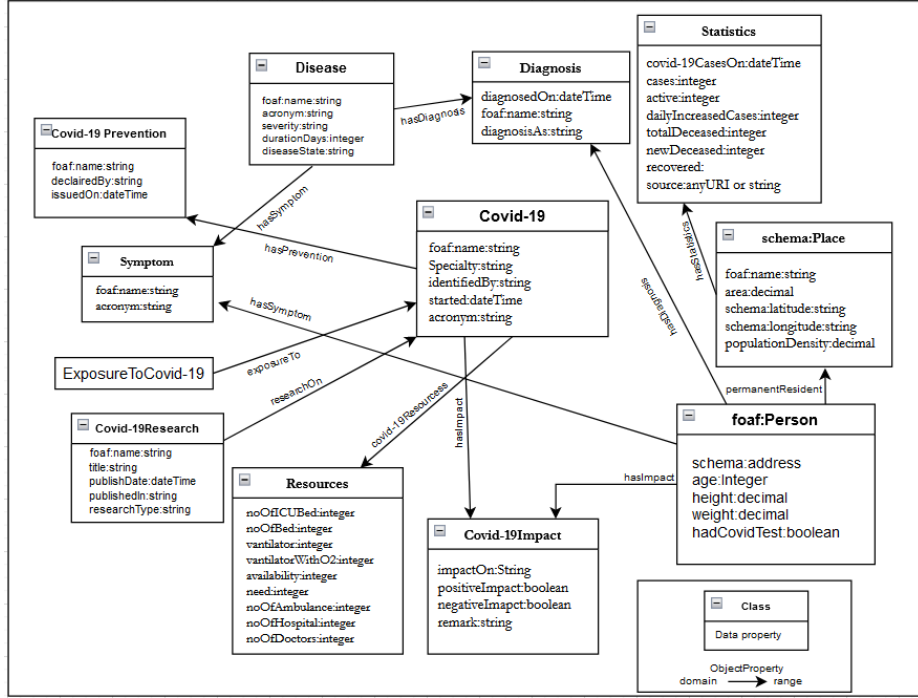 Statistics
covid-19CasesOn:dateTime
cases:integer
active:integer
dailyIncreasedCases:integer
totalDeceased:integer
newDeceased:integer
recovered:
source:anyURI or string
Disease
foaf:name:string
acronym:string
severity:string
durationDays:integer
diseaseState:string
Diagnosis
diagnosedOn:dateTime
foaf:name:string
diagnosisAs:string
hasDiagnosis
Covid-19 Prevention
foaf:name:string
declairedBy:string
issuedOn:dateTime
hasSymptom
hasPrevention
Covid-19
foaf:name:string
Specialty:string
identifiedBy:string
started:dateTime
acronym:string
hasStatistics
schema:Place
foaf:name:string
area:decimal
schema:latitude:string
schema:longitude:string
populationDensity:decimal
Symptom
foaf:name:string
acronym:string
hasSymptom
hasDiagnosis
ExposureToCovid-19
exposureTo
researchOn
permanentResident
Covid-19Research
foaf:name:string
title:string
publishDate:dateTime
publishedIn:string
researchType:string
covid-19Resourcess
hasImpact
foaf:Person
schema:address
age:Integer
height:decimal
weight:decimal
hadCovidTest:boolean
hasImpact
Resources
noOfICUBed:integer
noOfBed:integer
vantilator:integer
vantilatorWithO2:integer
availability:integer
need:integer
noOfAmbulance:integer
noOfHospital:integer
noOfDoctors:integer
Covid-19Impact
impactOn:String
positiveImpact:boolean
negativeImapct:boolean
remark:string
Class
Data property
ObjectProperty
domain range